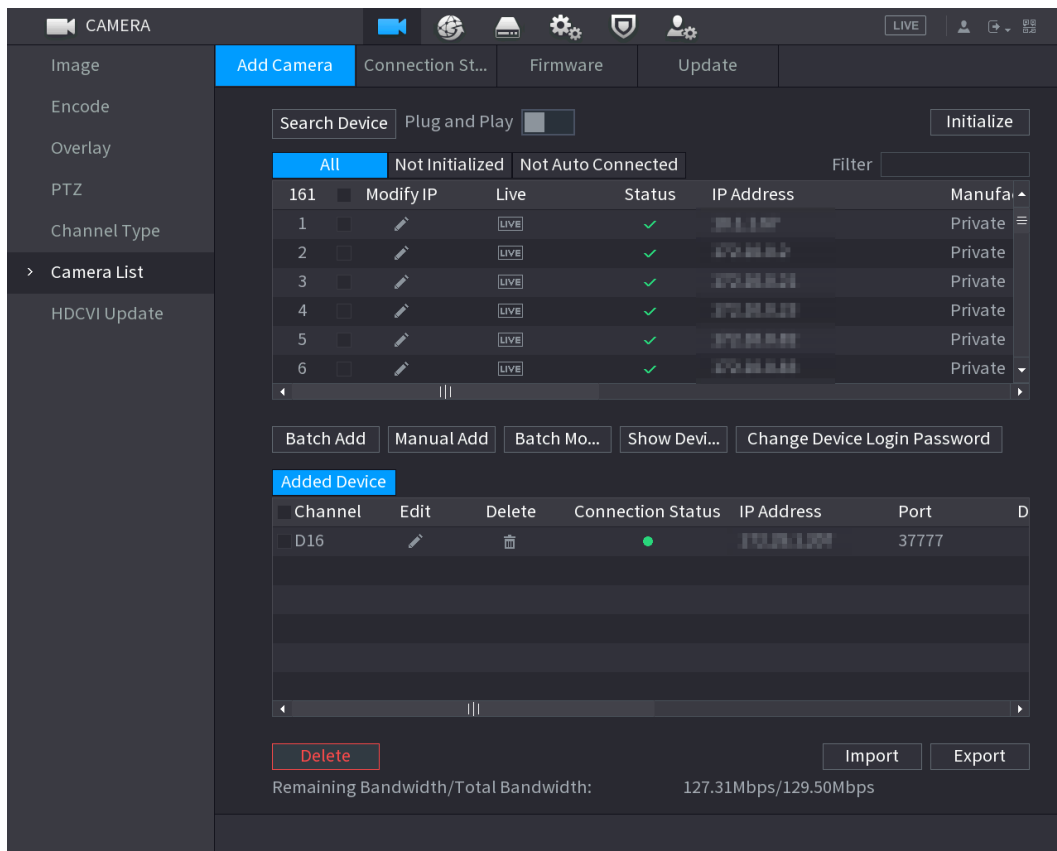 CAMERA LIVE
Image
Encode
Overlay
PTZ
Channel Type
Camera List
HDCVI Update
Add Camera Connection St... Firmware Update
Search Device Plug and Play Initialize
All Not Initialized Not Auto Connected Filter
161 Modify IP Live Status IP Address Manufa
1 LIVE Private
2 LIVE Private
3 LIVE Private
4 LIVE Private
5 LIVE Private
6 LIVE Private
Batch Add Manual Add Batch Mo... Show Devi... Change Device Login Password
Added Device
Channel Edit Delete Connection Status IP Address Port D
D16 37777
Delete Import Export
Remaining Bandwidth/Total Bandwidth: 127.31Mbps/129.50Mbps